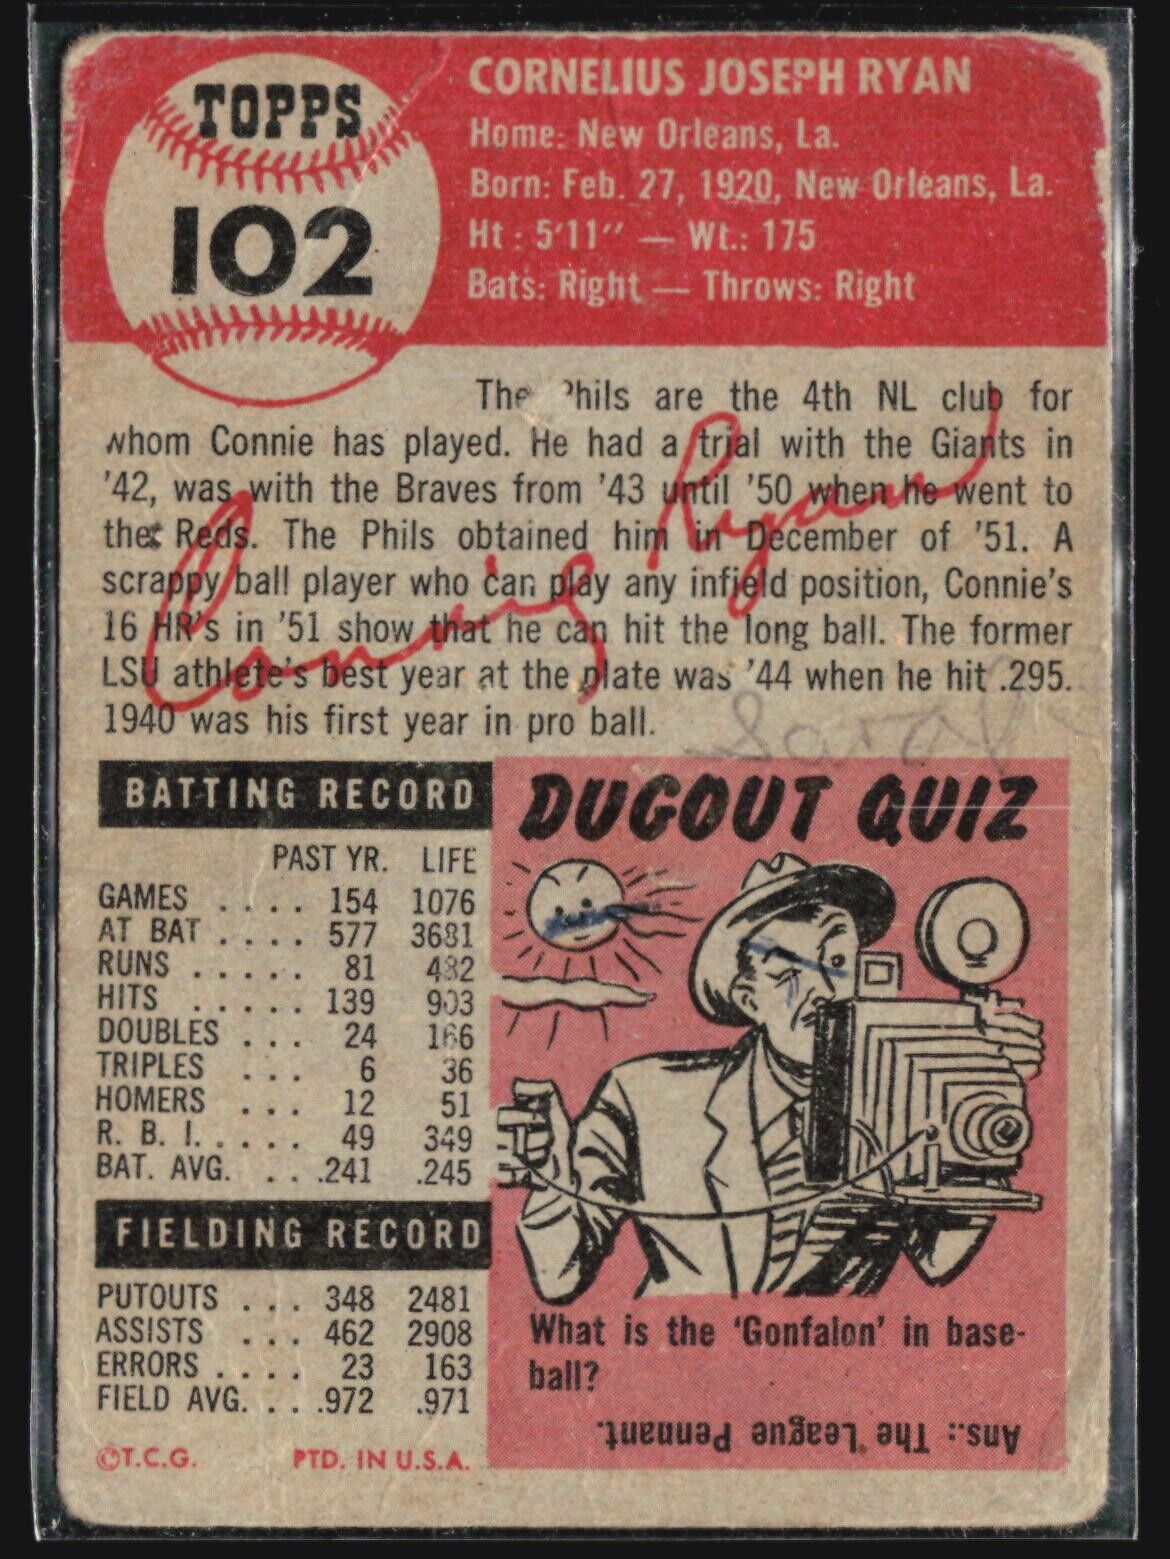 TOPPS
102
CORNELIUS JOSEPH RYAN
Home: New Orleans, La.
Born: Feb. 27, 1920, New Orleans, La.
Ht : 5'11" — Wt.: 175
Bats: Right — Throws: Right
The Phils are the 4th NL club for
whom Connie has played. He had a trial with the Giants in
'42, was with the Braves from '43 until '50 when he went to
the Reds. The Phils obtained him in December of '51. A
scrappy ball player who can play any infield position, Connie's
16 HR's in '51 show that he can hit the long ball. The former
LSU athlete's best year at the plate was '44 when he hit .295.
1940 was his first year in pro ball.
Connie Ryan
BATTING RECORD
PAST YR. LIFE
GAMES . . . . 154 1076
AT BAT . . . . 577 3681
RUNS . . . . . 81 482
HITS . . . . . 139 903
DOUBLES . . . 24 166
TRIPLES . . . 6 36
HOMERS . . . 12 51
R. B. I. . . . . 49 349
BAT. AVG. . . . .241 .245
FIELDING RECORD
PUTOUTS . . . 348 2481
ASSISTS . . . 462 2908
ERRORS . . . . 23 163
FIELD AVG. . . . .972 .971
©T.C.G. PTD. IN U.S.A.
DUGOUT QUIZ
What is the 'Gonfalon' in base-
ball?
Ans.: The League Pennant.